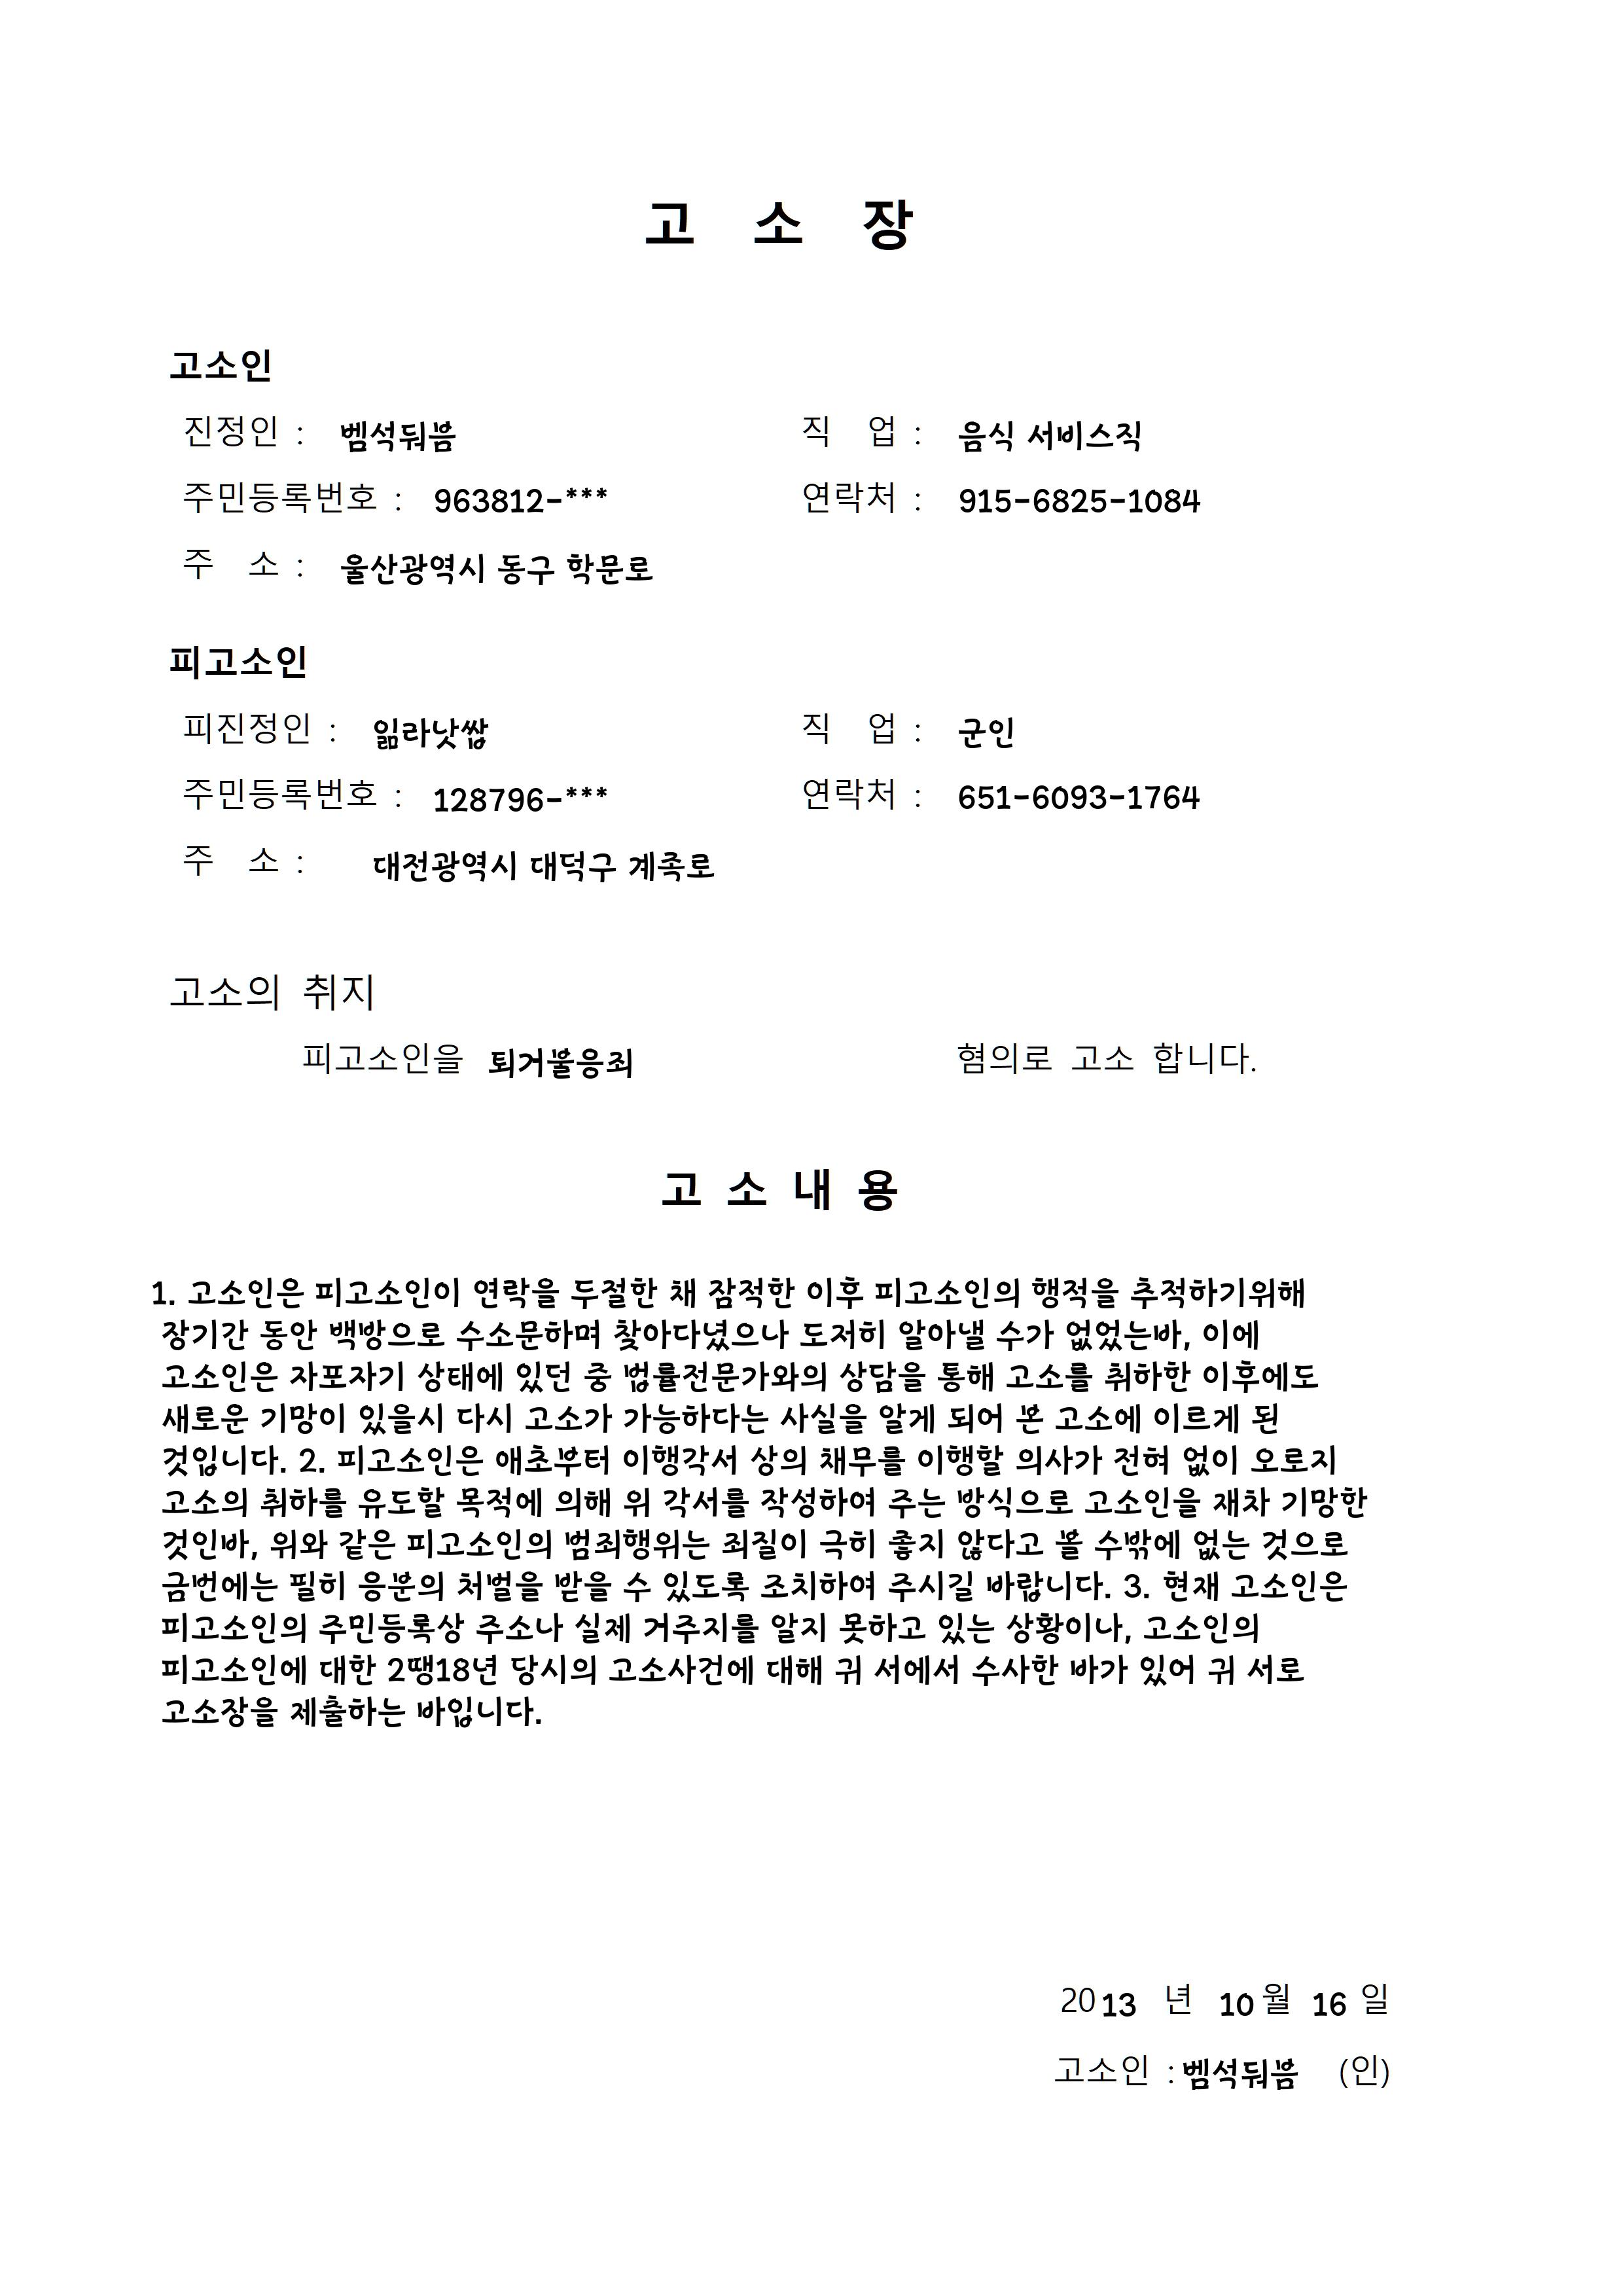 고 소 장
고소인
진정인 : 벰석둬븜 직 업 : 음식 서비스직
주민등록번호 : 963812-*** 연락처 : 915-6825-1084
주 소 : 울산광역시 동구 학문로
피고소인
피진정인 : 잂라낫쌃 직 업 : 군인
주민등록번호 : 128796-*** 연락처 : 651-6093-1764
주 소 : 대전광역시 대덕구 계족로
고소의 취지
피고소인을 퇴거불응죄 혐의로 고소 합니다.
고 소 내 용
1. 고소인은 피고소인이 연락을 두절한 채 잠적한 이후 피고소인의 행적을 추적하기위해
장기간 동안 백방으로 수소문하며 찾아다녔으나 도저히 알아낼 수가 없었는바, 이에
고소인은 자포자기 상태에 있던 중 법률전문가와의 상담을 통해 고소를 취하한 이후에도
새로운 기망이 있을시 다시 고소가 가능하다는 사실을 알게 되어 본 고소에 이르게 된
것입니다. 2. 피고소인은 애초부터 이행각서 상의 채무를 이행할 의사가 전혀 없이 오로지
고소의 취하를 유도할 목적에 의해 위 각서를 작성하여 주는 방식으로 고소인을 재차 기망한
것인바, 위와 같은 피고소인의 범죄행위는 죄질이 극히 좋지 않다고 볼 수밖에 없는 것으로
금번에는 필히 응분의 처벌을 받을 수 있도록 조치하여 주시길 바랍니다. 3. 현재 고소인은
피고소인의 주민등록상 주소나 실제 거주지를 알지 못하고 있는 상황이나, 고소인의
피고소인에 대한 2땡18년 당시의 고소사건에 대해 귀 서에서 수사한 바가 있어 귀 서로
고소장을 제출하는 바입니다.
2013 년 10 월 16 일
고소인 : 벰석둬븜 (인)